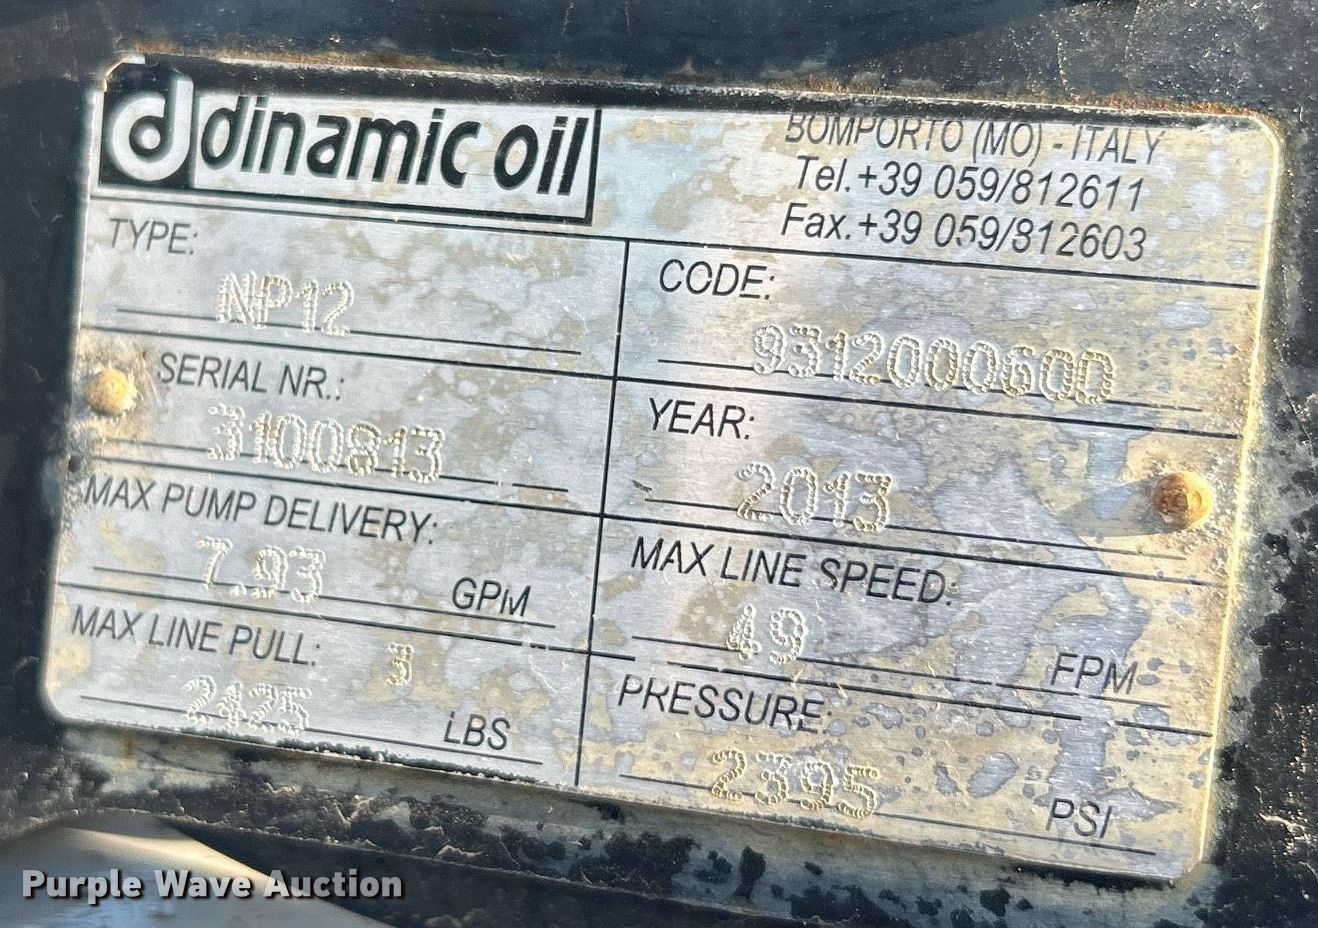 dinamic oil
BOMPORTO (MO) - ITALY
Tel.+39 059/812611
Fax.+39 059/812603
TYPE:
NP12
CODE:
9312000600
SERIAL NR.:
3100813
YEAR:
2013
MAX PUMP DELIVERY:
7.93 GPM
MAX LINE SPEED:
49 FPM
MAX LINE PULL: 3
2425 LBS
PRESSURE:
2395 PSI
Purple Wave Auction